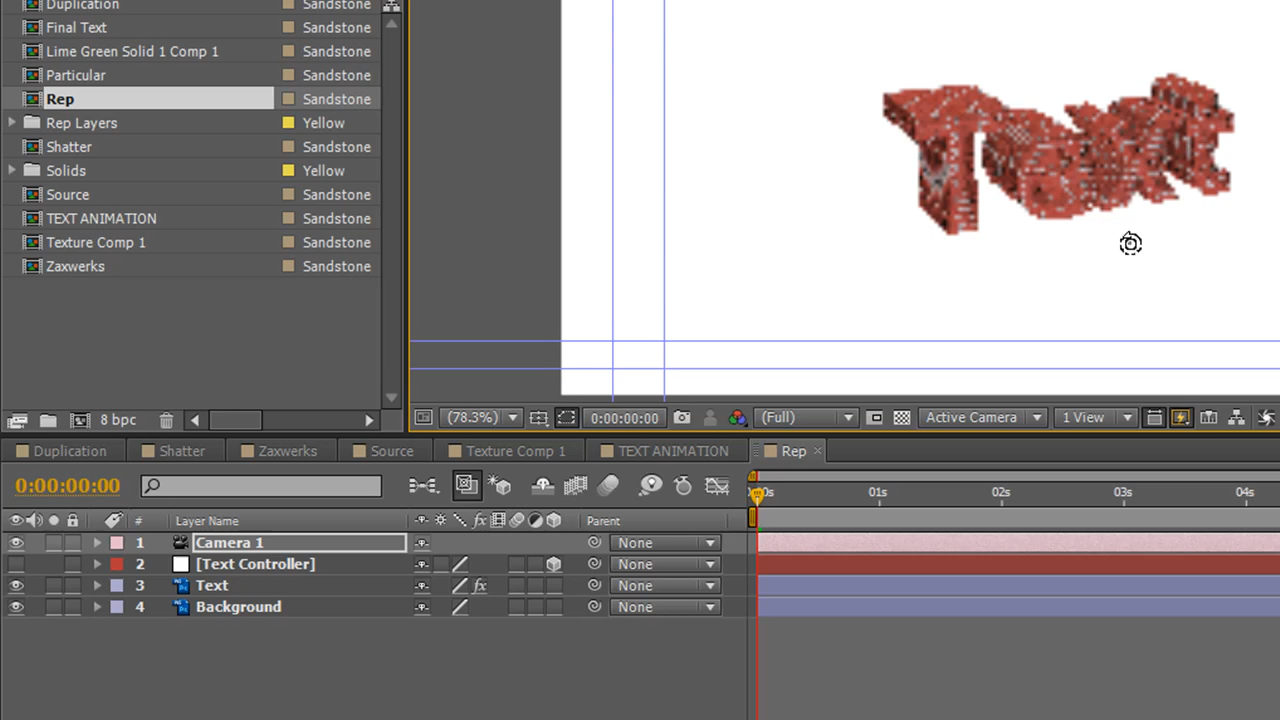 Duplication Sandstone
Final Text Sandstone
Lime Green Solid 1 Comp 1 Sandstone
Particular Sandstone
Rep Sandstone
Rep Layers Yellow
Shatter Sandstone
Solids Yellow
Source Sandstone
TEXT ANIMATION Sandstone
Texture Comp 1 Sandstone
Zaxwerks Sandstone
Text
8 bpc
(78.3%) 0:00:00:00 (Full) Active Camera 1 View
Duplication Shatter Zaxwerks Source Texture Comp 1 TEXT ANIMATION Rep
0:00:00:00
01s 02s 03s 04s
# Layer Name fx Parent
1 Camera 1 None
2 [Text Controller] None
3 Text fx None
4 Background None